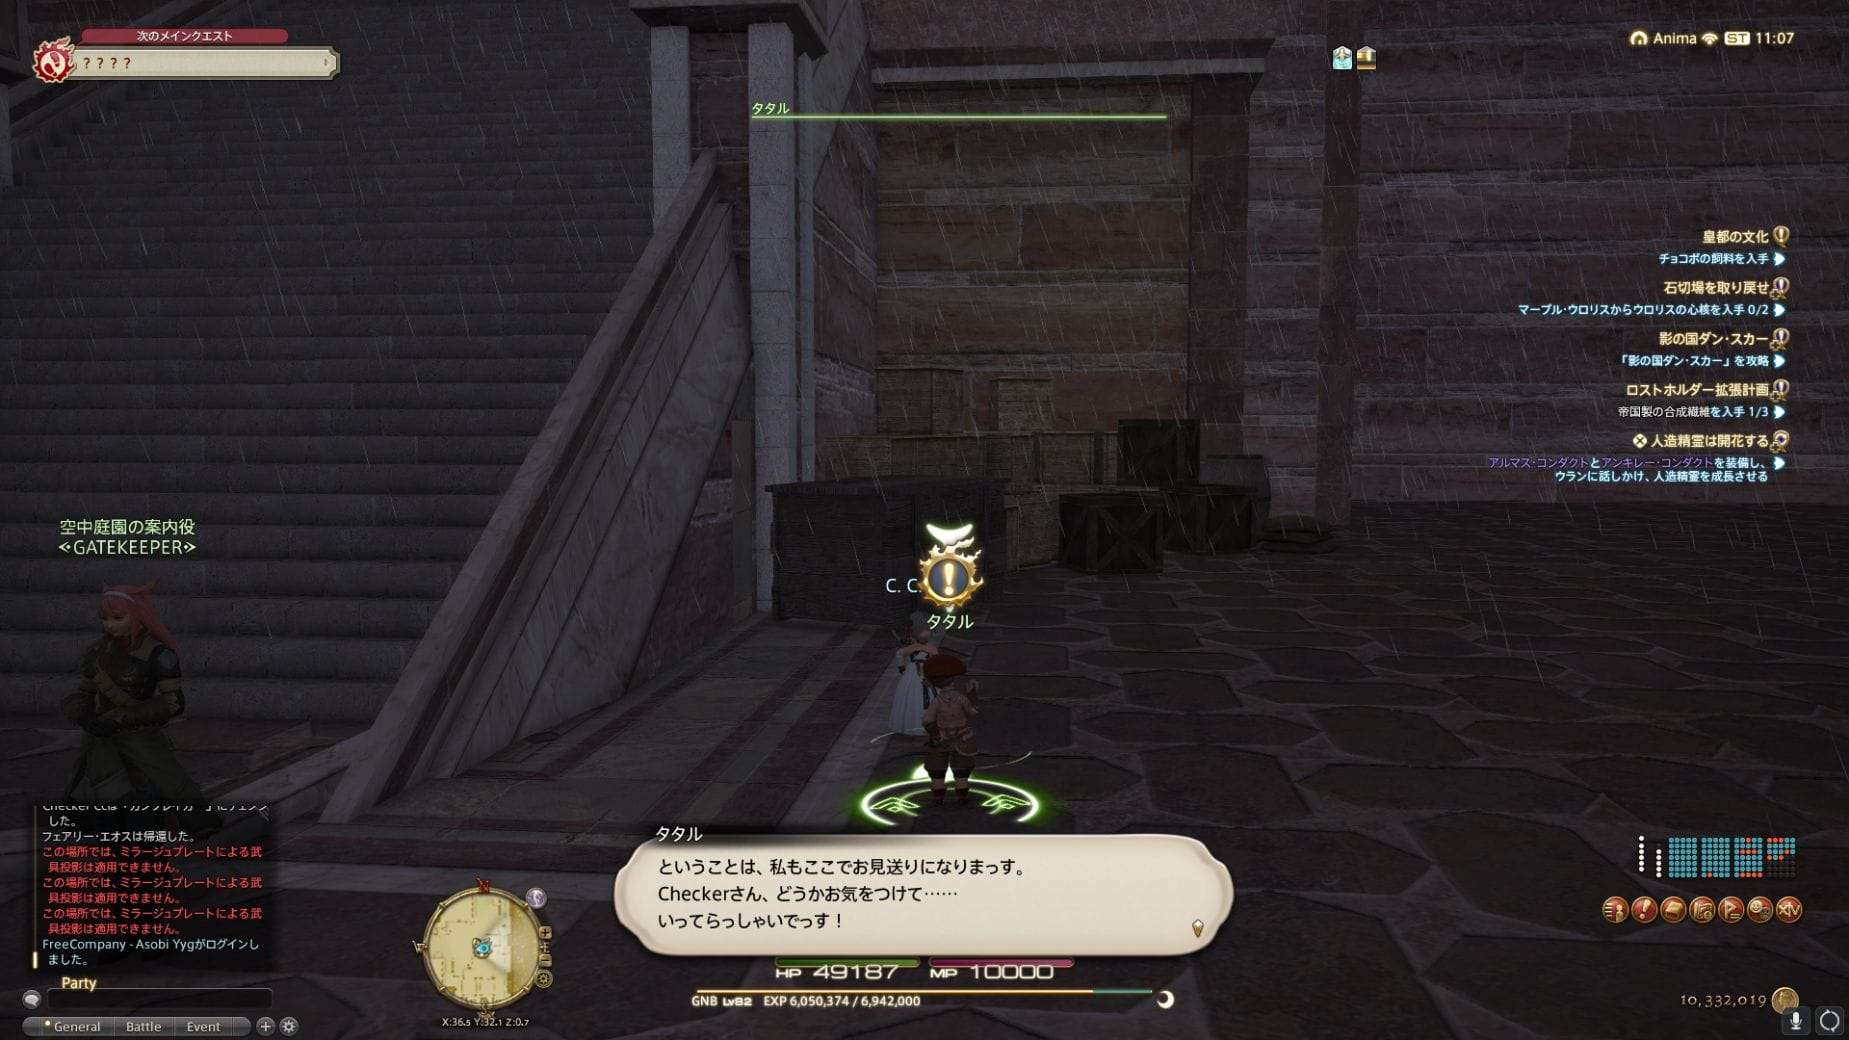 次のメインクエスト
????
Anima ST 11:07
タタル
皇都の文化
チョコボの飼料を入手
石切場を取り戻せ
マーブル・ウロリスからウロリスの心核を入手 0/2
影の国ダン・スカー
「影の国ダン・スカー」を攻略
ロストホルダー拡張計画
帝国製の合成繊維を入手 1/3
人造精霊は開花する
アルマス・コンダクトとアンキレー・コンダクトを装備し、
ウランに話しかけ、人造精霊を成長させる
空中庭園の案内役
<GATEKEEPER>
C. C.
タタル
した。
フェアリー・エオスは帰還した。
この場所では、ミラージュプレートによる武
具投影は適用できません。
この場所では、ミラージュプレートによる武
具投影は適用できません。
この場所では、ミラージュプレートによる武
具投影は適用できません。
FreeCompany - Asobi Yygがログインし
ました。
Party
General Battle Event
N
W
X:36.5 Y:32.1 Z:0.7
タタル
ということは、私もここでお見送りになりまっす。
Checkerさん、どうかお気をつけて……
いってらっしゃいでっす！
HP 49187 MP 10000
GNB Lv82 EXP 6,050,374 / 6,942,000
XIV
10,332,019